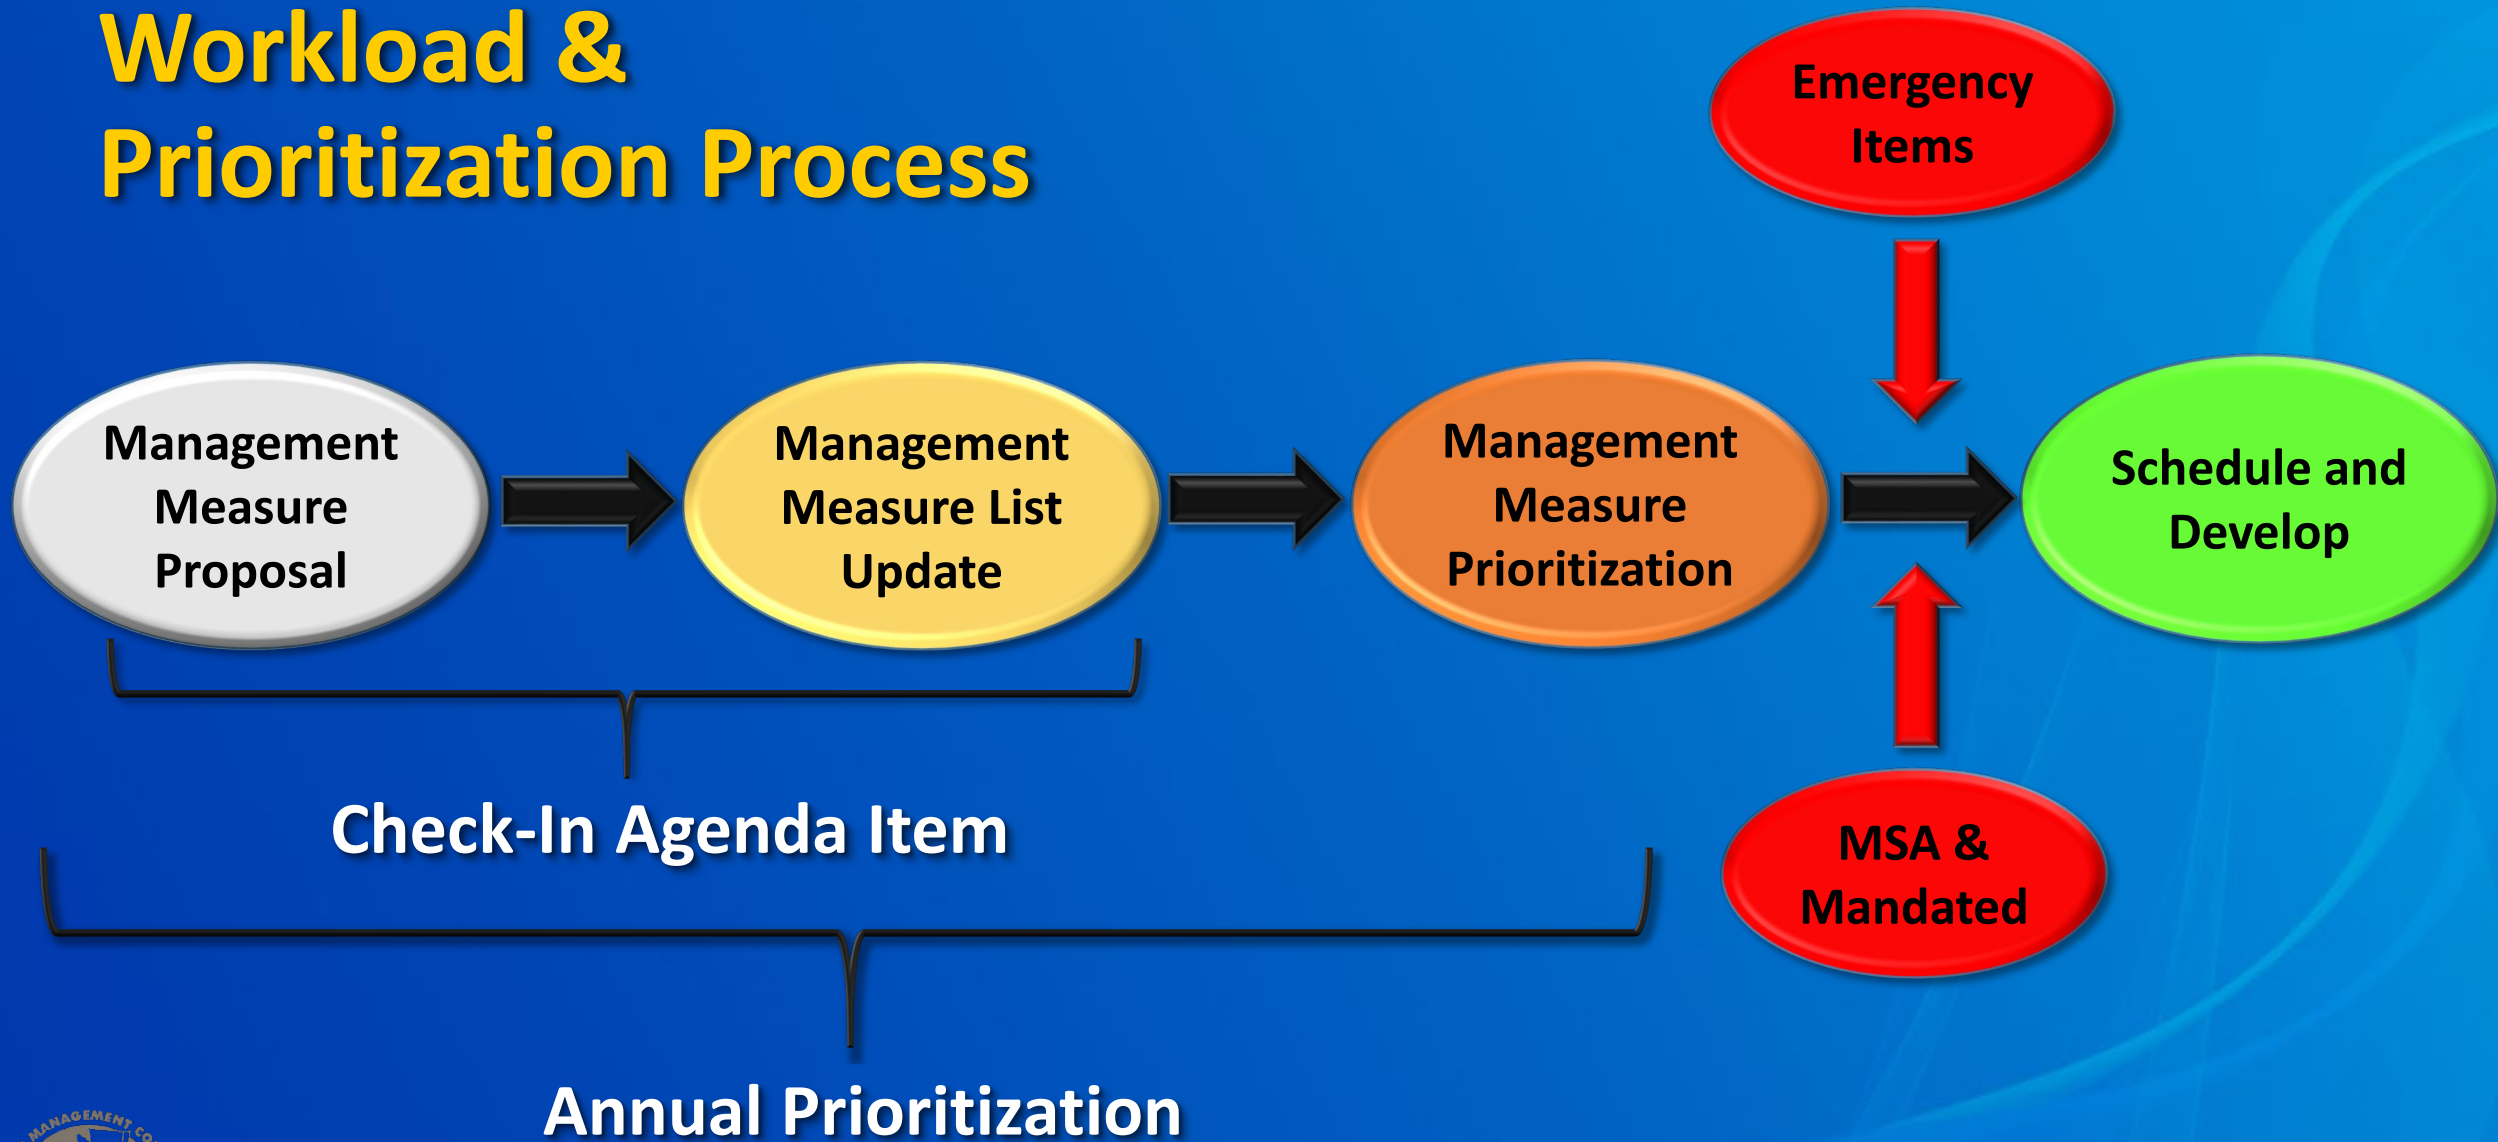 Workload &
Prioritization Process
Emergency
Items
Management
Measure
Proposal
Management
Measure List
Update
Management
Measure
Prioritization
Schedule and
Develop
Check-In Agenda Item
MSA &
Mandated
Annual Prioritization
MANAGEMENT